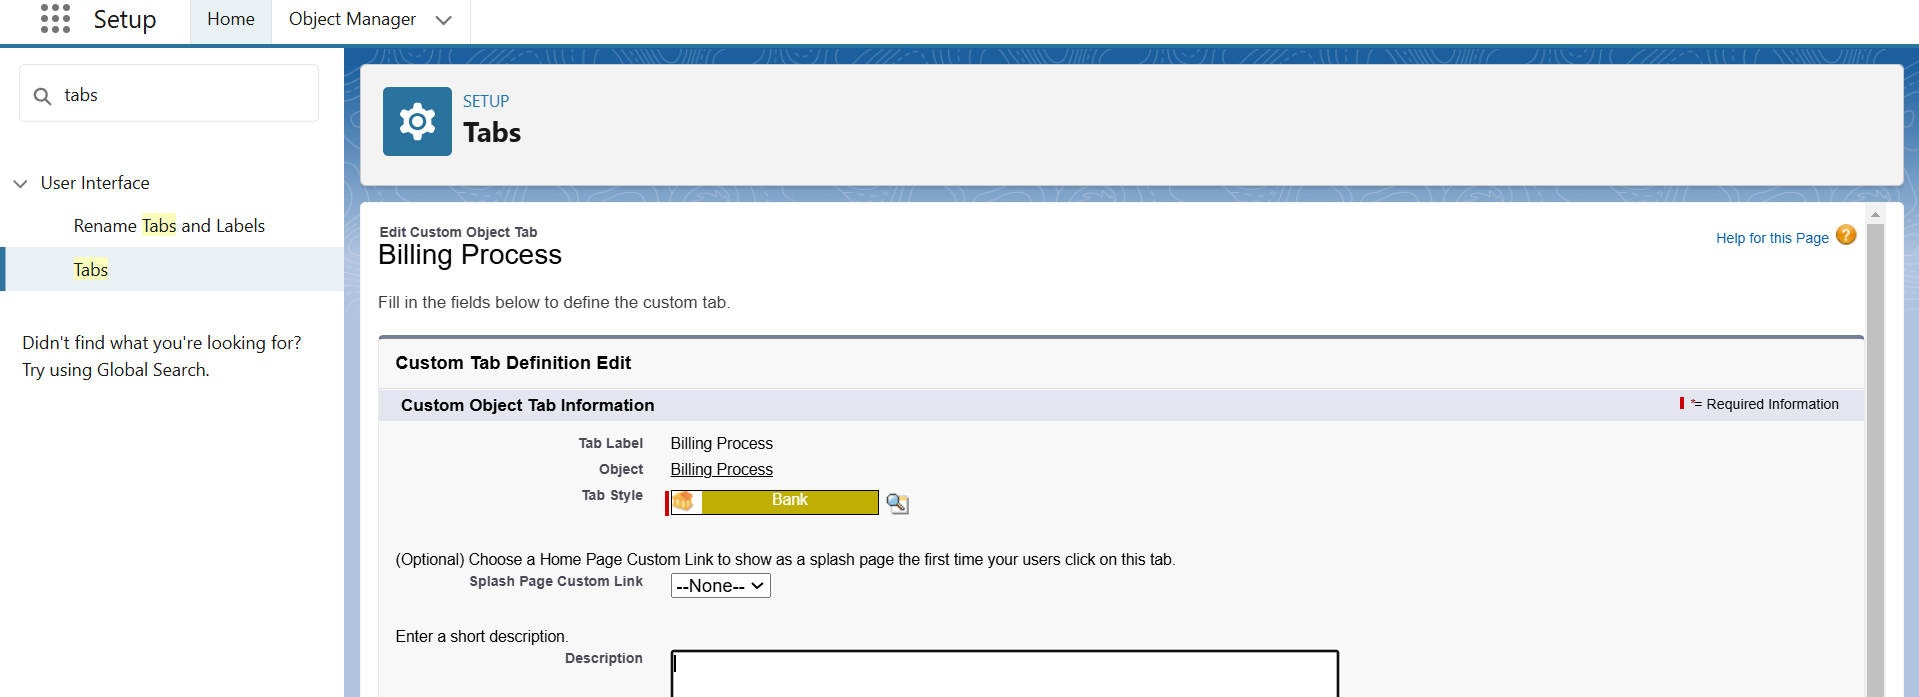 Setup
Home
Object Manager
tabs
User Interface
Rename Tabs and Labels
Tabs
Didn't find what you're looking for?
Try using Global Search.
SETUP
Tabs
Edit Custom Object Tab
Billing Process
Help for this Page ?
Fill in the fields below to define the custom tab.
Custom Tab Definition Edit
Custom Object Tab Information
*= Required Information
Tab Label Billing Process
Object Billing Process
Tab Style Bank
(Optional) Choose a Home Page Custom Link to show as a splash page the first time your users click on this tab.
Splash Page Custom Link --None--
Enter a short description.
Description